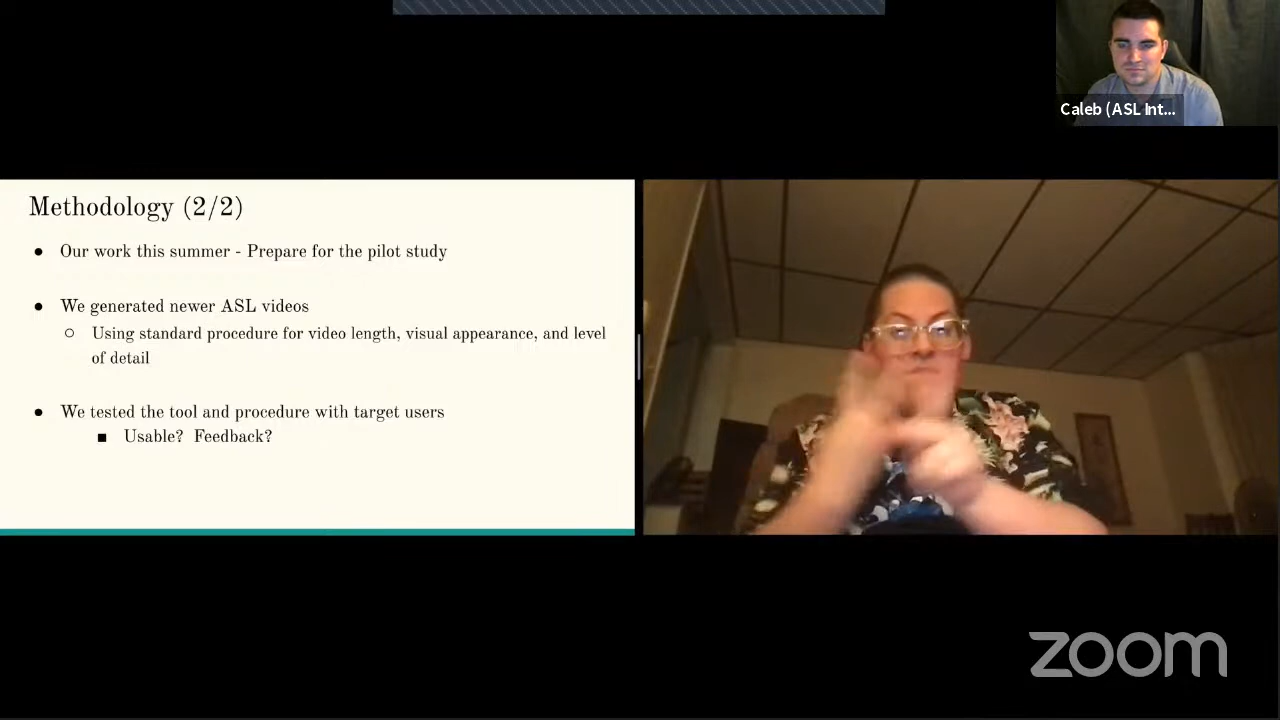 Caleb (ASL Int...
Methodology (2/2)
● Our work this summer - Prepare for the pilot study
● We generated newer ASL videos
○ Using standard procedure for video length, visual appearance, and level
of detail
● We tested the tool and procedure with target users
■ Usable? Feedback?
zoom